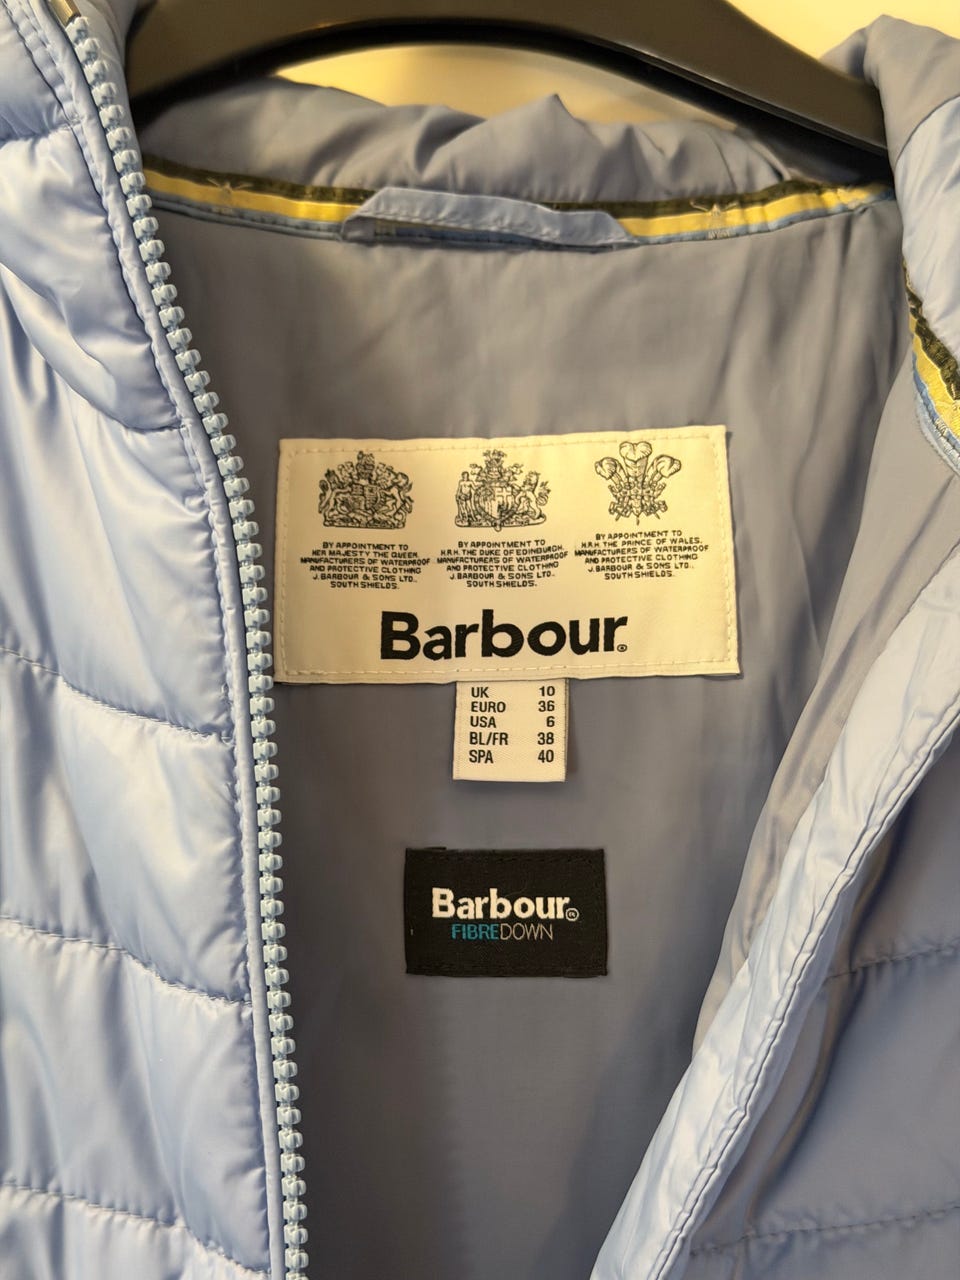 BY APPOINTMENT TO
HER MAJESTY THE QUEEN.
MANUFACTURERS OF WATERPROOF
AND PROTECTIVE CLOTHING
J. BARBOUR & SONS LTD.,
SOUTH SHIELDS.
BY APPOINTMENT TO
H.R.H. THE DUKE OF EDINBURGH.
MANUFACTURERS OF WATERPROOF
AND PROTECTIVE CLOTHING
J. BARBOUR & SONS LTD.,
SOUTH SHIELDS.
BY APPOINTMENT TO
H.R.H. THE PRINCE OF WALES.
MANUFACTURERS OF WATERPROOF
AND PROTECTIVE CLOTHING
J. BARBOUR & SONS LTD.,
SOUTH SHIELDS.
Barbour®
UK 10
EURO 36
USA 6
BL/FR 38
SPA 40
Barbour®
FIBREDOWN